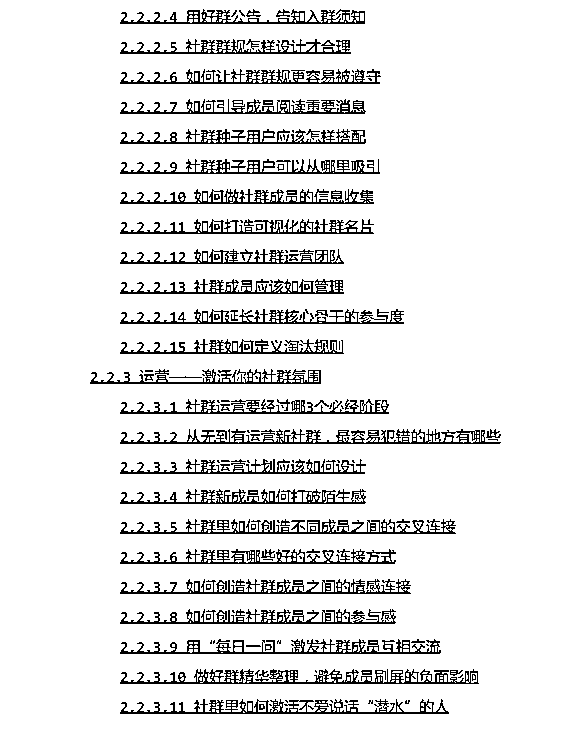 2.2.2.4 用好群公告，告知入群须知
2.2.2.5 社群群规怎样设计才合理
2.2.2.6 如何让社群群规更容易被遵守
2.2.2.7 如何引导成员阅读重要消息
2.2.2.8 社群种子用户应该怎样搭配
2.2.2.9 社群种子用户可以从哪里吸引
2.2.2.10 如何做社群成员的信息收集
2.2.2.11 如何打造可视化的社群名片
2.2.2.12 如何建立社群运营团队
2.2.2.13 社群成员应该如何管理
2.2.2.14 如何延长社群核心骨干的参与度
2.2.2.15 社群如何定义淘汰规则
2.2.3 运营——激活你的社群氛围
2.2.3.1 社群运营要经过哪3个必经阶段
2.2.3.2 从无到有运营新社群，最容易犯错的地方有哪些
2.2.3.3 社群运营计划应该如何设计
2.2.3.4 社群新成员如何打破陌生感
2.2.3.5 社群里如何创造不同成员之间的交叉连接
2.2.3.6 社群里有哪些好的交叉连接方式
2.2.3.7 如何创造社群成员之间的情感连接
2.2.3.8 如何创造社群成员之间的参与感
2.2.3.9 用“每日一问”激发社群成员互相交流
2.2.3.10 做好群精华整理，避免成员刷屏的负面影响
2.2.3.11 社群里如何激活不爱说话“潜水”的人